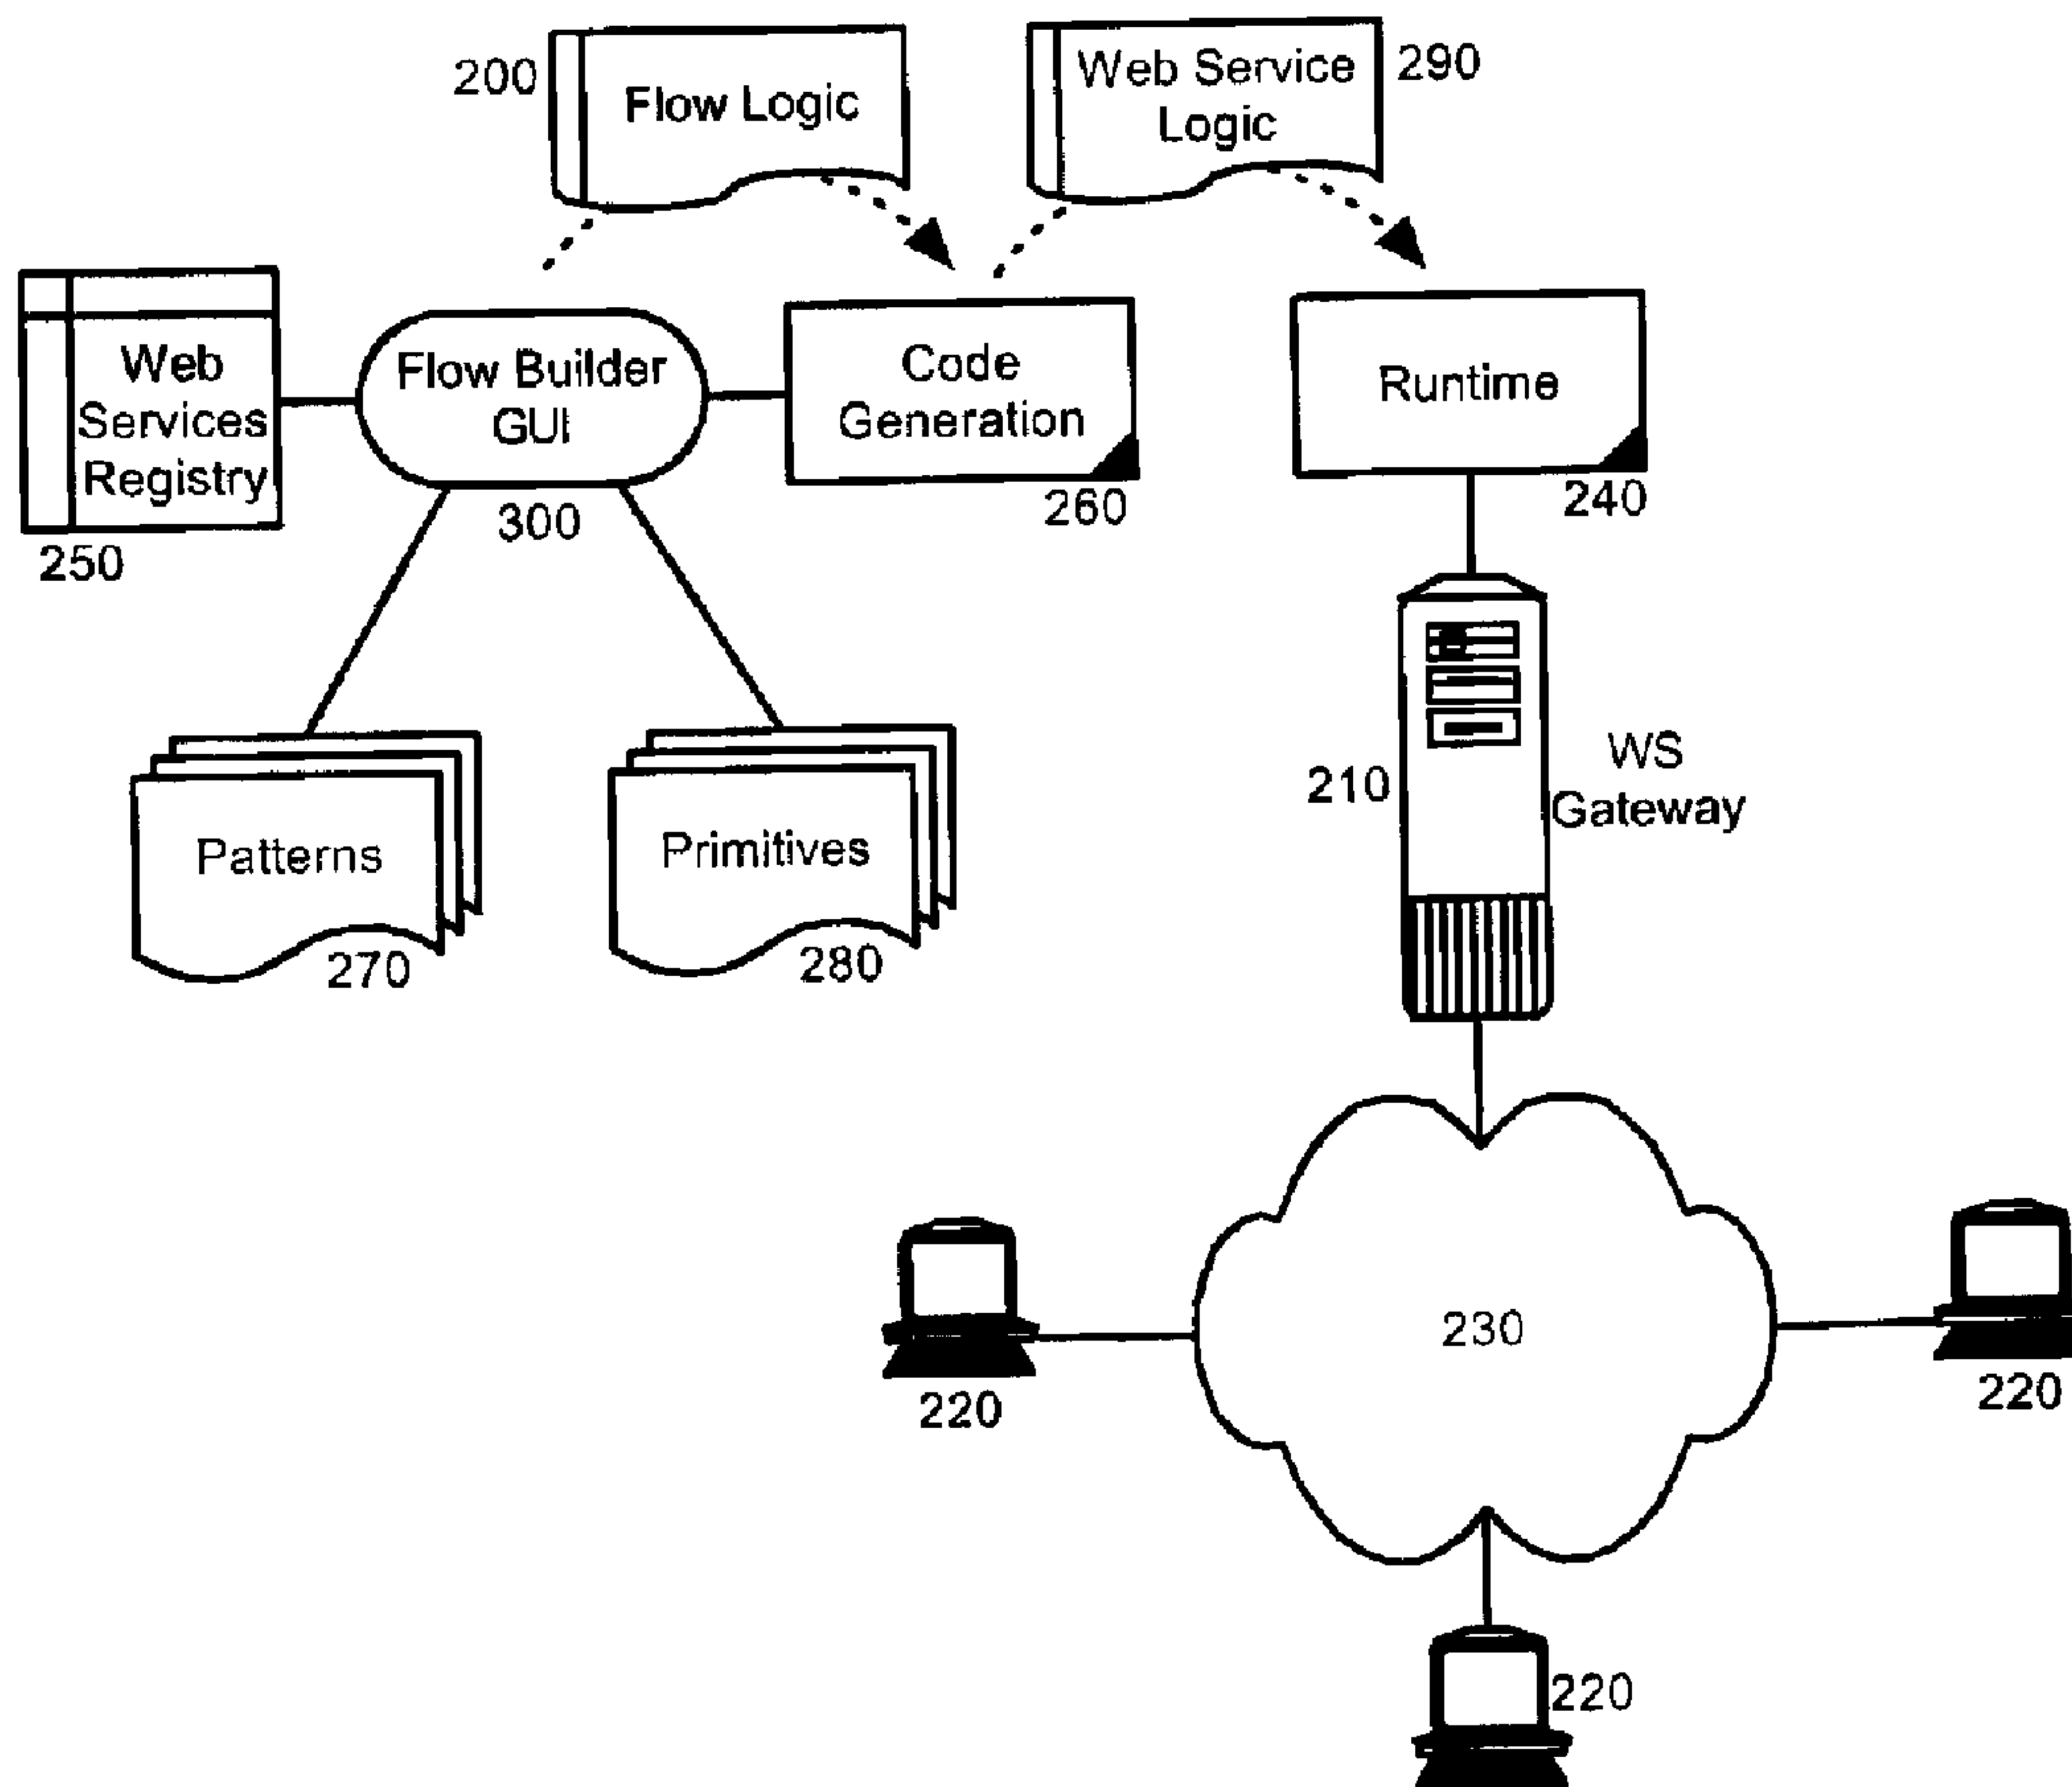 200
Flow Logic
Web Service
Logic
290
Web
Services
Registry
250
Flow Builder
GUI
300
Code
Generation
260
Runtime
240
Patterns
270
Primitives
280
210
WS
Gateway
230
220
220
220